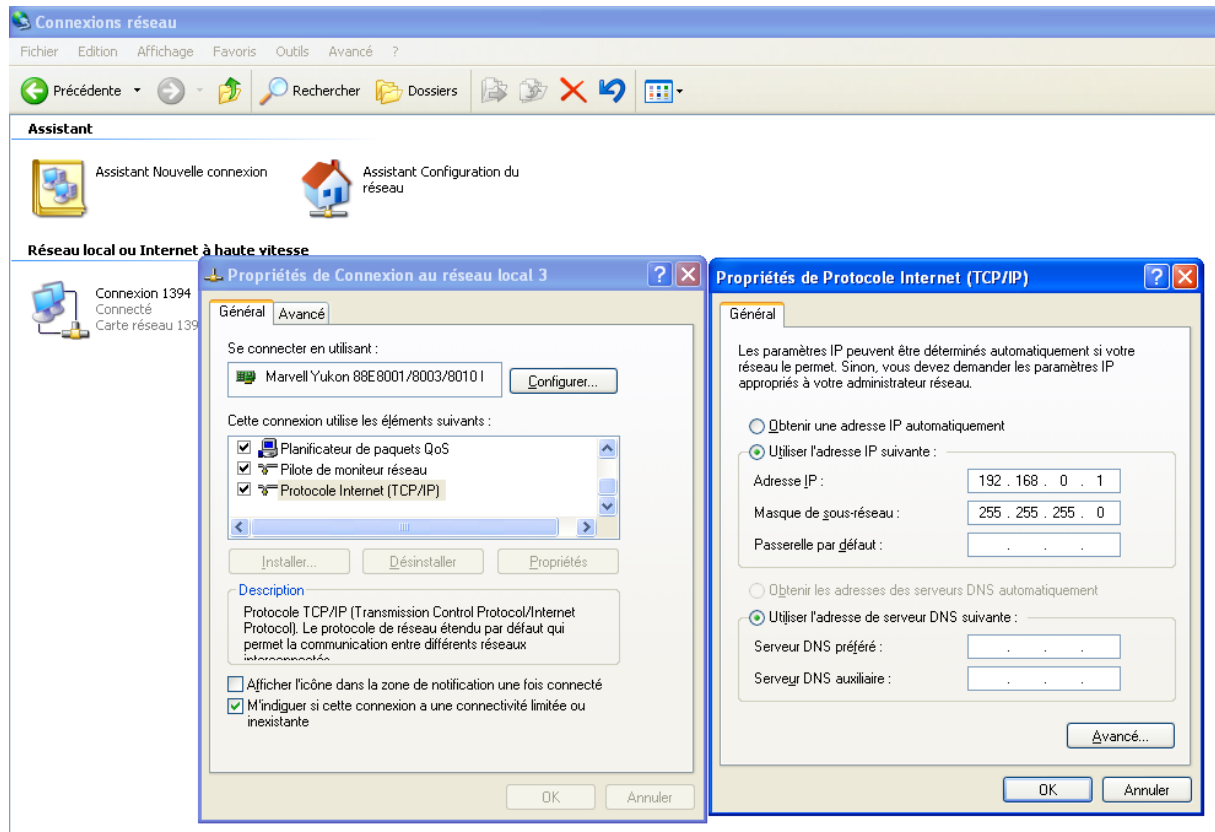 Connexions réseau
Fichier Edition Affichage Favoris Outils Avancé ?
Précédente Rechercher Dossiers
Assistant
Assistant Nouvelle connexion
Assistant Configuration du
réseau
Réseau local ou Internet à haute vitesse
Connexion 1394
Connecté
Carte réseau 139
Propriétés de Connexion au réseau local 3
Général Avancé
Se connecter en utilisant :
Marvell Yukon 88E8001/8003/8010 I
Configurer...
Cette connexion utilise les éléments suivants :
Planificateur de paquets QoS
Pilote de moniteur réseau
Protocole Internet (TCP/IP)
Installer... Désinstaller Propriétés
Description
Protocole TCP/IP (Transmission Control Protocol/Internet
Protocol). Le protocole de réseau étendu par défaut qui
permet la communication entre différents réseaux
interconnectés
Afficher l'icône dans la zone de notification une fois connecté
M'indiquer si cette connexion a une connectivité limitée ou
inexistante
OK Annuler
Propriétés de Protocole Internet (TCP/IP)
Général
Les paramètres IP peuvent être déterminés automatiquement si votre
réseau le permet. Sinon, vous devez demander les paramètres IP
appropriés à votre administrateur réseau.
Obtenir une adresse IP automatiquement
Utiliser l'adresse IP suivante :
Adresse IP : 192 . 168 . 0 . 1
Masque de sous-réseau : 255 . 255 . 255 . 0
Passerelle par défaut : . . .
Obtenir les adresses des serveurs DNS automatiquement
Utiliser l'adresse de serveur DNS suivante :
Serveur DNS préféré : . . .
Serveur DNS auxiliaire : . . .
Avancé...
OK Annuler